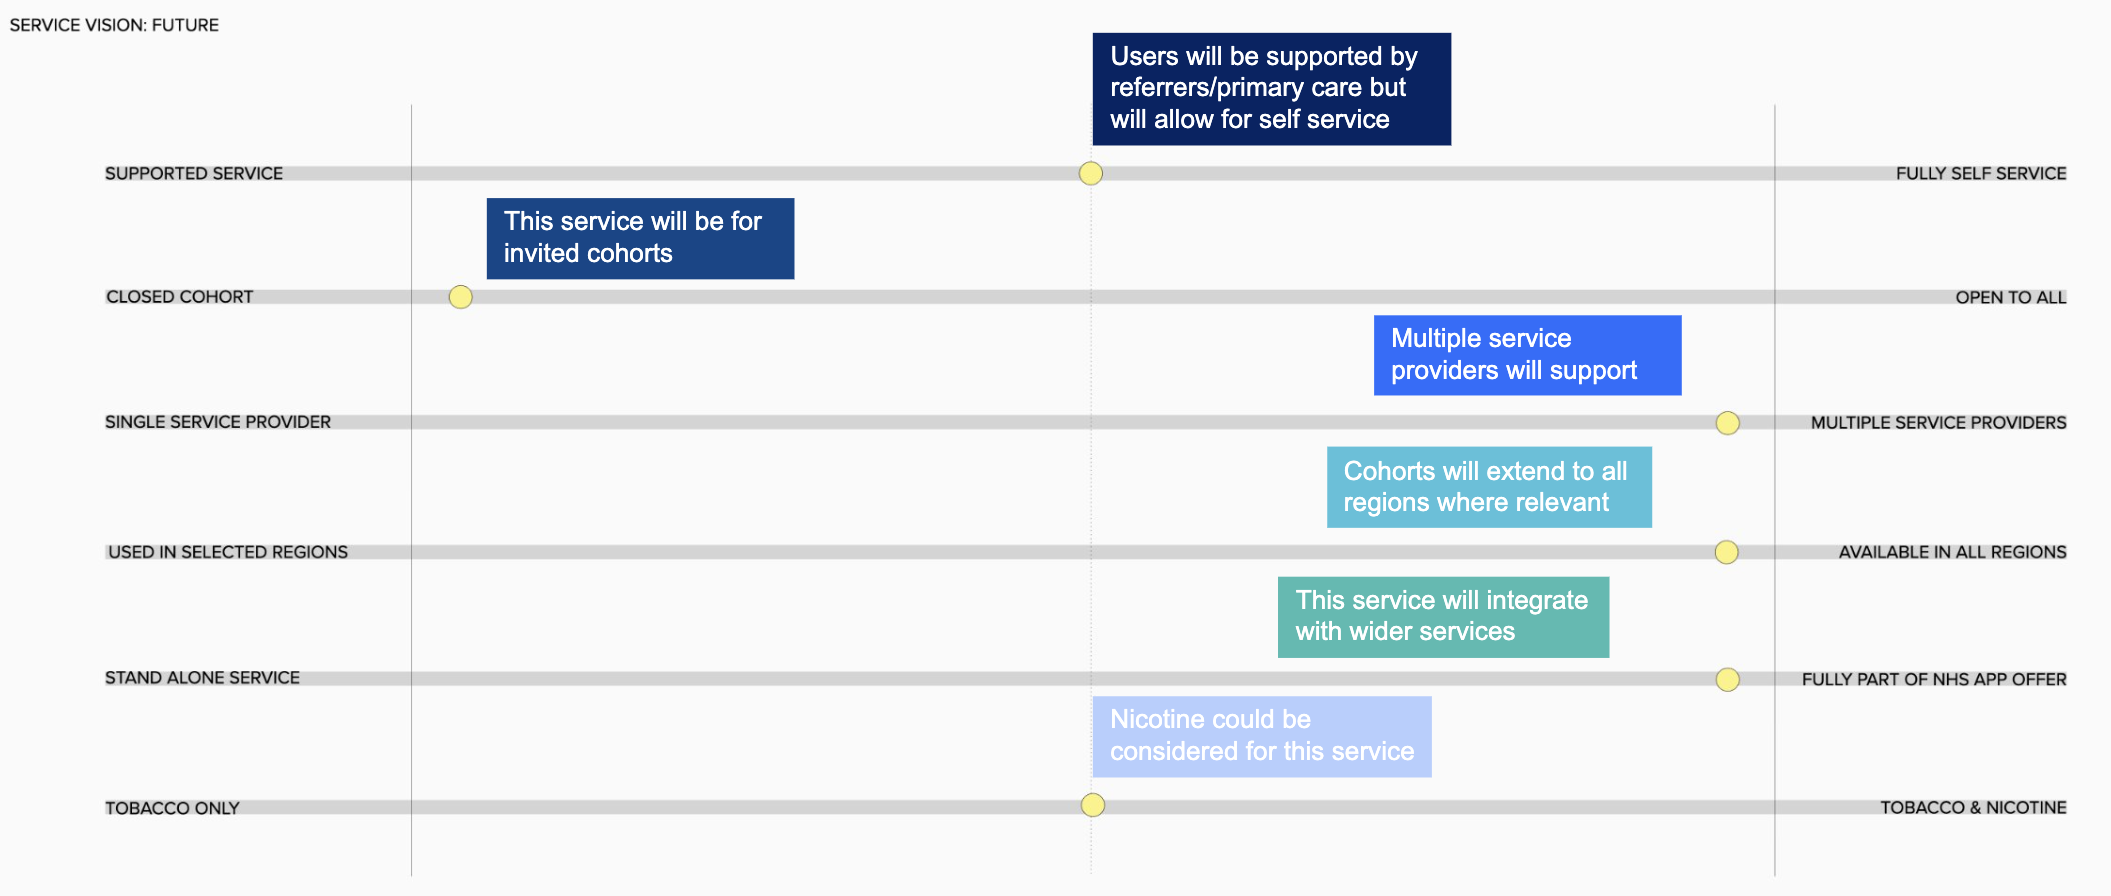 SERVICE VISION: FUTURE
Users will be supported by
referrers/primary care but
will allow for self service
SUPPORTED SERVICE
FULLY SELF SERVICE
This service will be for
invited cohorts
CLOSED COHORT
OPEN TO ALL
Multiple service
providers will support
SINGLE SERVICE PROVIDER
MULTIPLE SERVICE PROVIDERS
Cohorts will extend to all
regions where relevant
USED IN SELECTED REGIONS
AVAILABLE IN ALL REGIONS
This service will integrate
with wider services
STAND ALONE SERVICE
FULLY PART OF NHS APP OFFER
Nicotine could be
considered for this service
TOBACCO ONLY
TOBACCO & NICOTINE